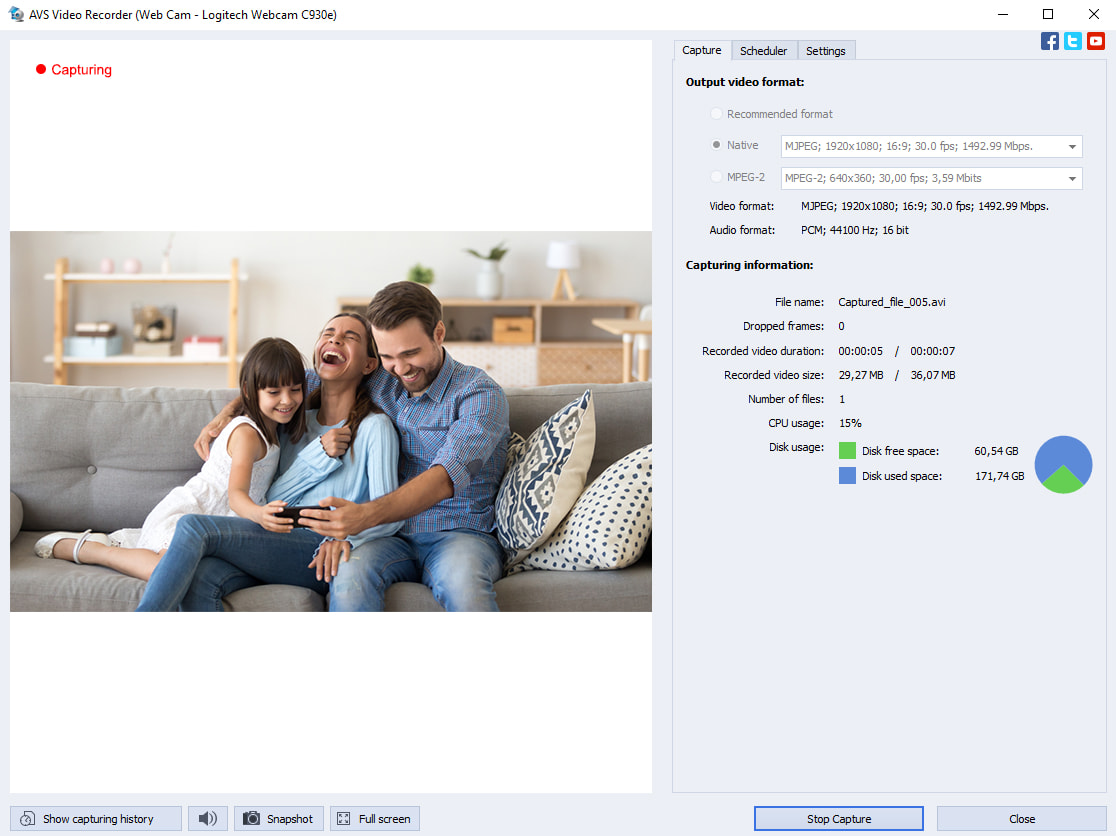 AVS Video Recorder (Web Cam - Logitech Webcam C930e)
Capturing
Capture Scheduler Settings
Output video format:
Recommended format
Native MJPEG; 1920x1080; 16:9; 30.0 fps; 1492.99 Mbps.
MPEG-2 MPEG-2; 640x360; 30,00 fps; 3,59 Mbits
Video format: MJPEG; 1920x1080; 16:9; 30.0 fps; 1492.99 Mbps.
Audio format: PCM; 44100 Hz; 16 bit
Capturing information:
File name: Captured_file_005.avi
Dropped frames: 0
Recorded video duration: 00:00:05 / 00:00:07
Recorded video size: 29,27 MB / 36,07 MB
Number of files: 1
CPU usage: 15%
Disk usage: Disk free space: 60,54 GB
Disk used space: 171,74 GB
Show capturing history Snapshot Full screen Stop Capture Close